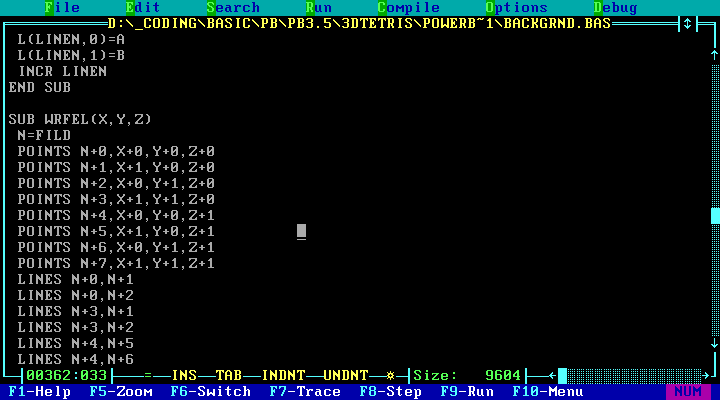 File Edit Search Run Compile Options Debug
D:\_CODING\BASIC\PB\PB3.5\3DTETRIS\POWERB~1\BACKGRND.BAS
L(LINEN,0)=A
L(LINEN,1)=B
INCR LINEN
END SUB
SUB WRFEL(X,Y,Z)
N=FILD
POINTS N+0,X+0,Y+0,Z+0
POINTS N+1,X+1,Y+0,Z+0
POINTS N+2,X+0,Y+1,Z+0
POINTS N+3,X+1,Y+1,Z+0
POINTS N+4,X+0,Y+0,Z+1
POINTS N+5,X+1,Y+0,Z+1
POINTS N+6,X+0,Y+1,Z+1
POINTS N+7,X+1,Y+1,Z+1
LINES N+0,N+1
LINES N+0,N+2
LINES N+3,N+1
LINES N+3,N+2
LINES N+4,N+5
LINES N+4,N+6
00362:033 = INS TAB INDNT UNDNT ☼ Size: 9604
F1-Help F5-Zoom F6-Switch F7-Trace F8-Step F9-Run F10-Menu NUM